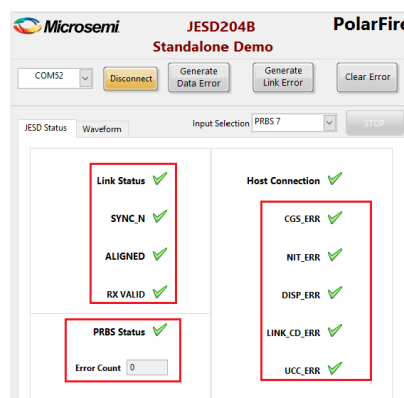 Microsemi
JESD204B
Standalone Demo
PolarFire
COM52
Disconnect
Generate
Data Error
Generate
Link Error
Clear Error
JESD Status
Waveform
Input Selection
PRBS 7
STOP
Link Status
Host Connection
SYNC_N
CGS_ERR
ALIGNED
NIT_ERR
RX VALID
DISP_ERR
PRBS Status
LINK_CD_ERR
Error Count 0
UCC_ERR